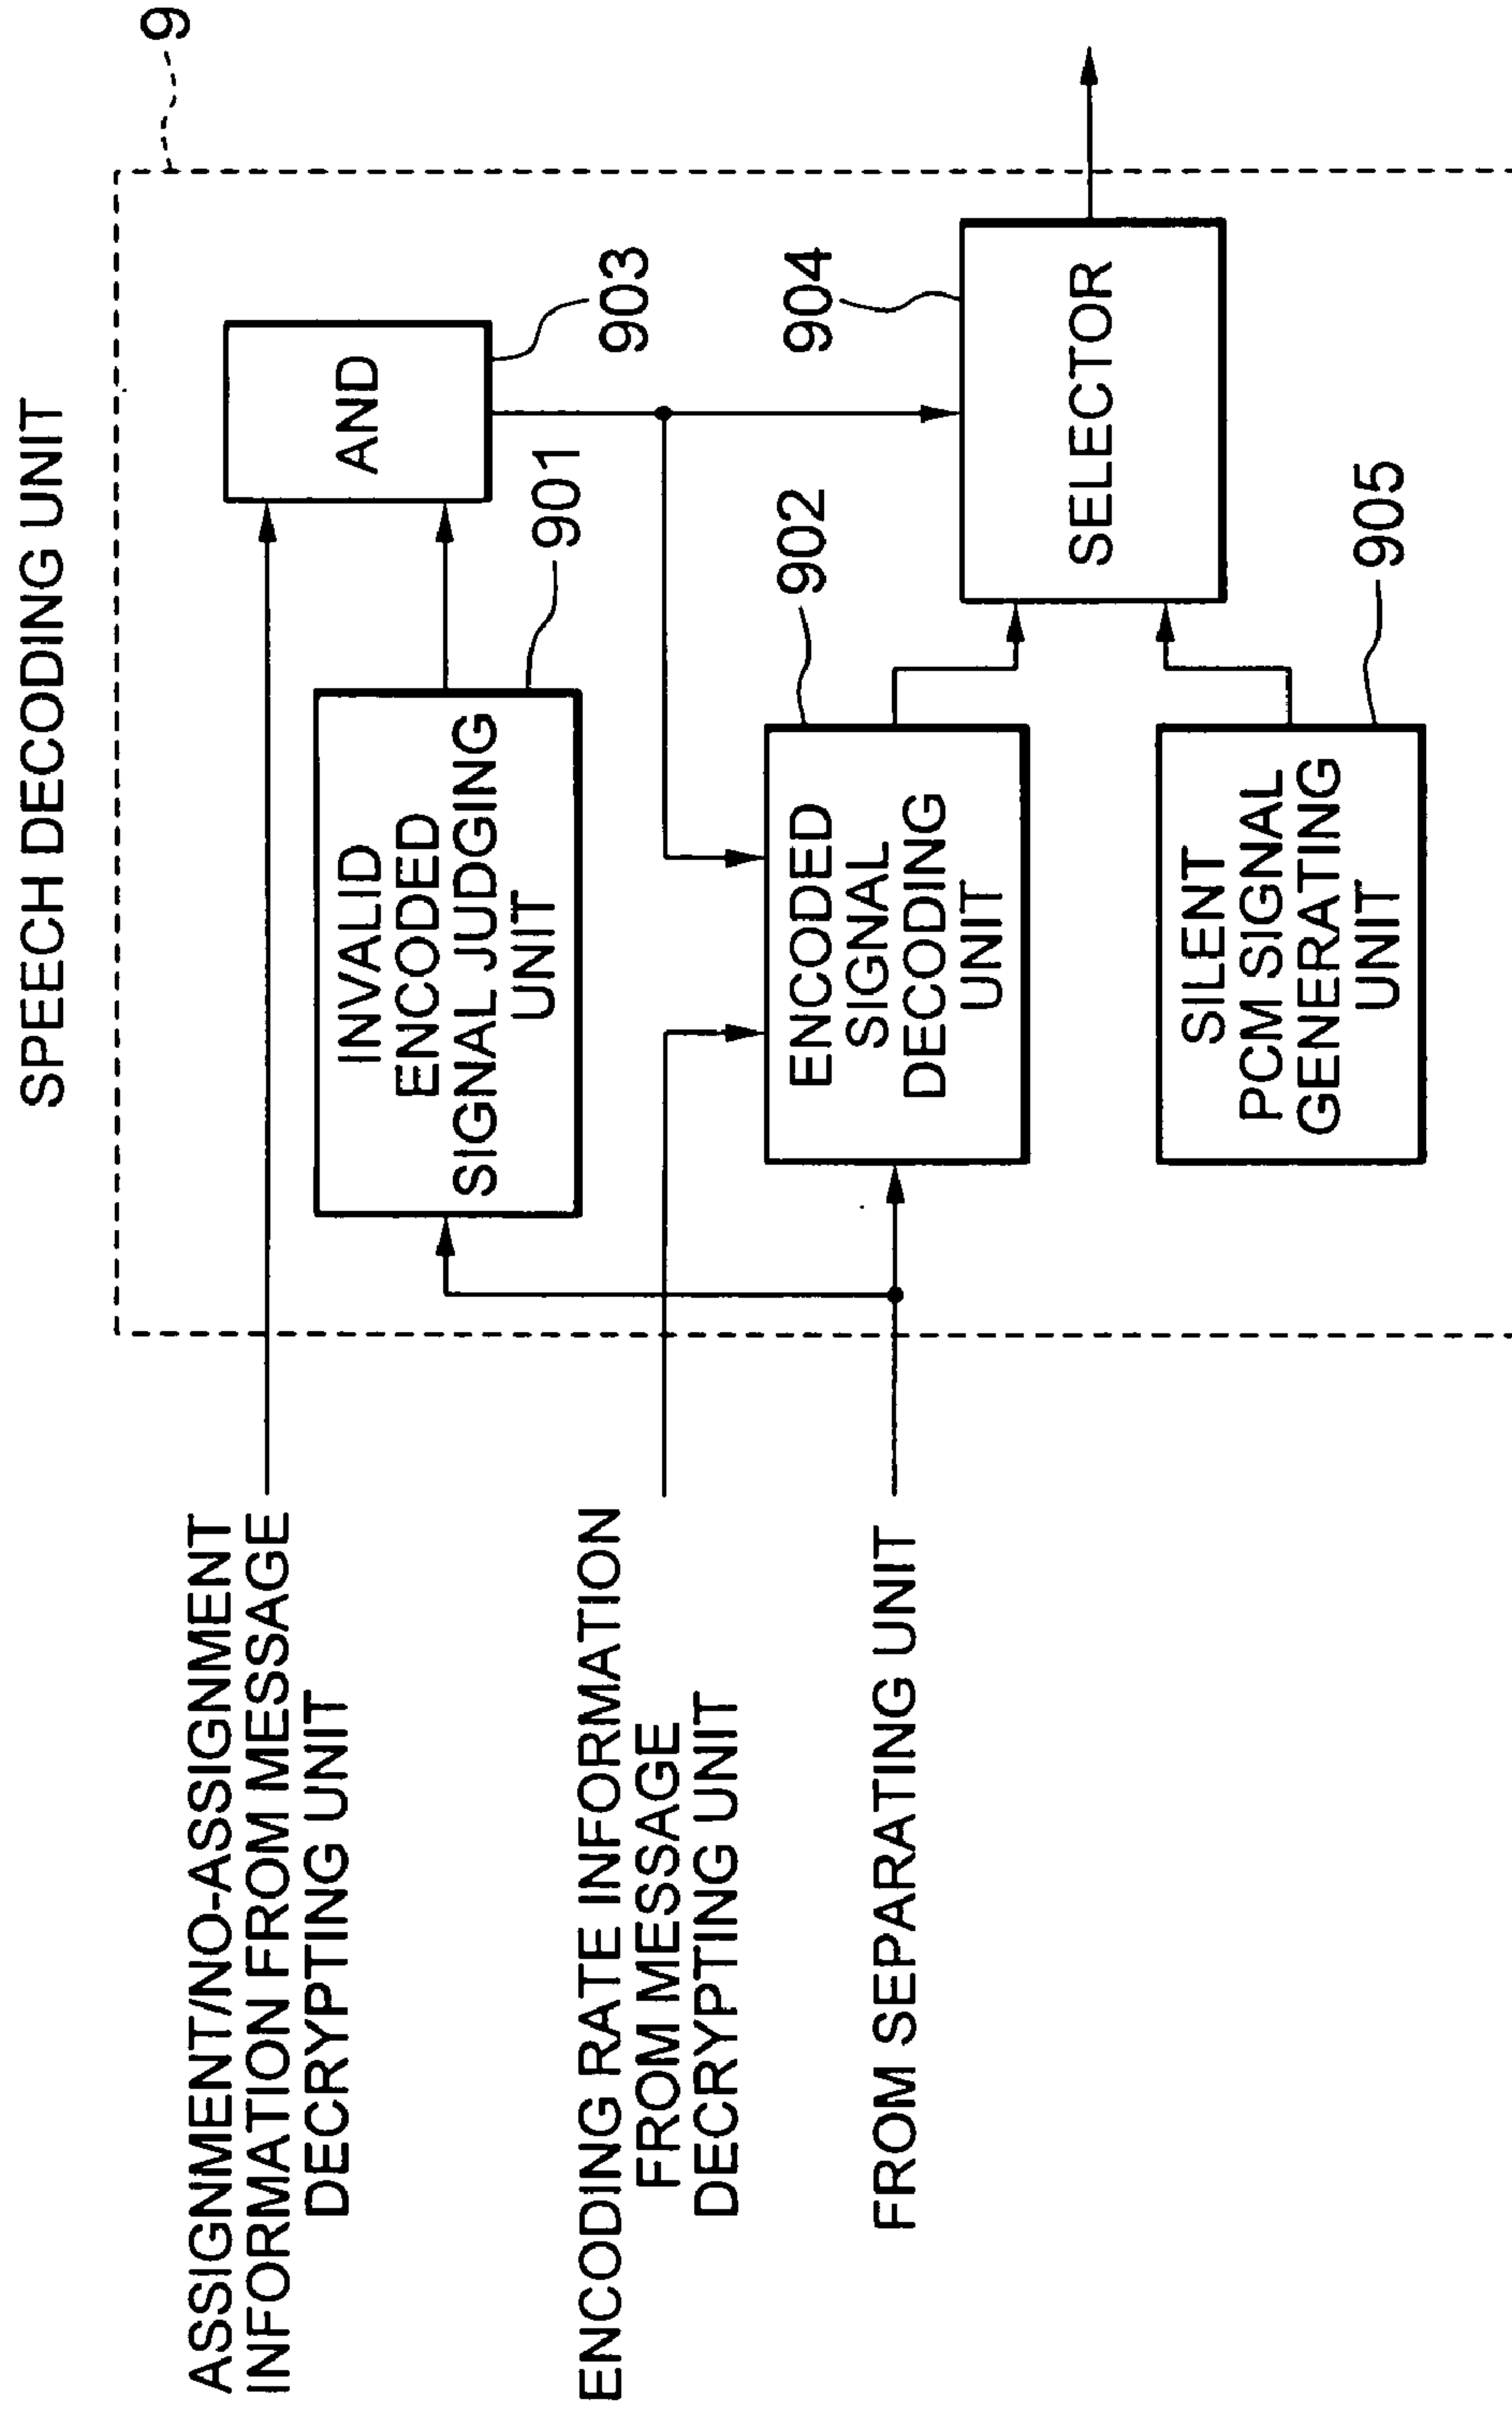 SPEECH DECODING UNIT
9
ASSIGNMENT/NO-ASSIGNMENT
INFORMATION FROM MESSAGE
DECRYPTING UNIT
AND
903
INVALID
ENCODED
SIGNAL JUDGING
UNIT
901
ENCODING RATE INFORMATION
FROM MESSAGE
DECRYPTING UNIT
FROM SEPARATING UNIT
ENCODED
SIGNAL
DECODING
UNIT
902
904
SELECTOR
SILENT
PCM SIGNAL
GENERATING
UNIT
905